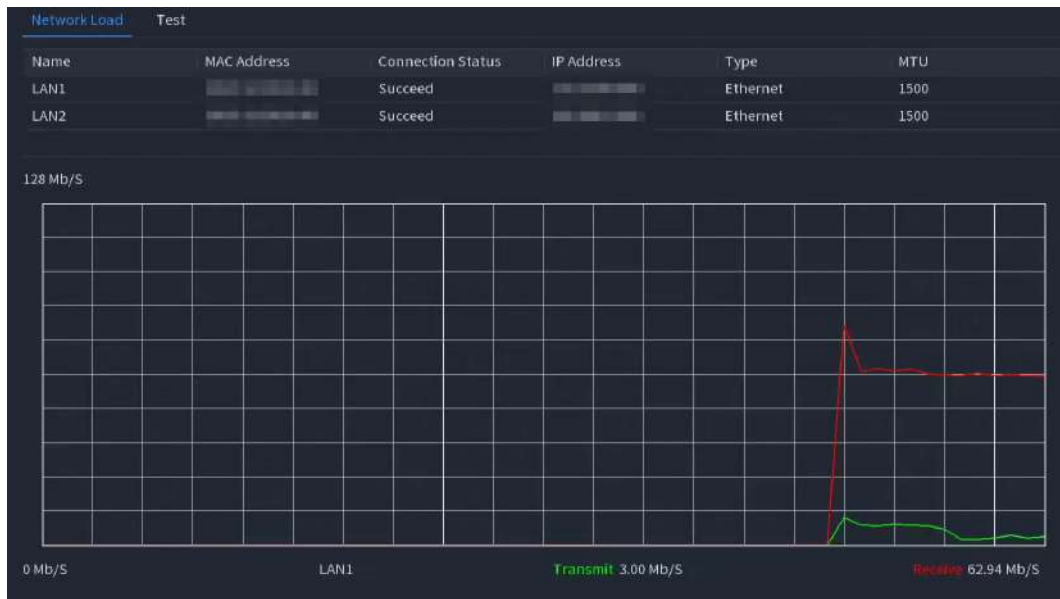 Network Load Test
Name MAC Address Connection Status IP Address Type MTU
LAN1 Succeed Ethernet 1500
LAN2 Succeed Ethernet 1500
128 Mb/S
0 Mb/S LAN1 Transmit 3.00 Mb/S Receive 62.94 Mb/S